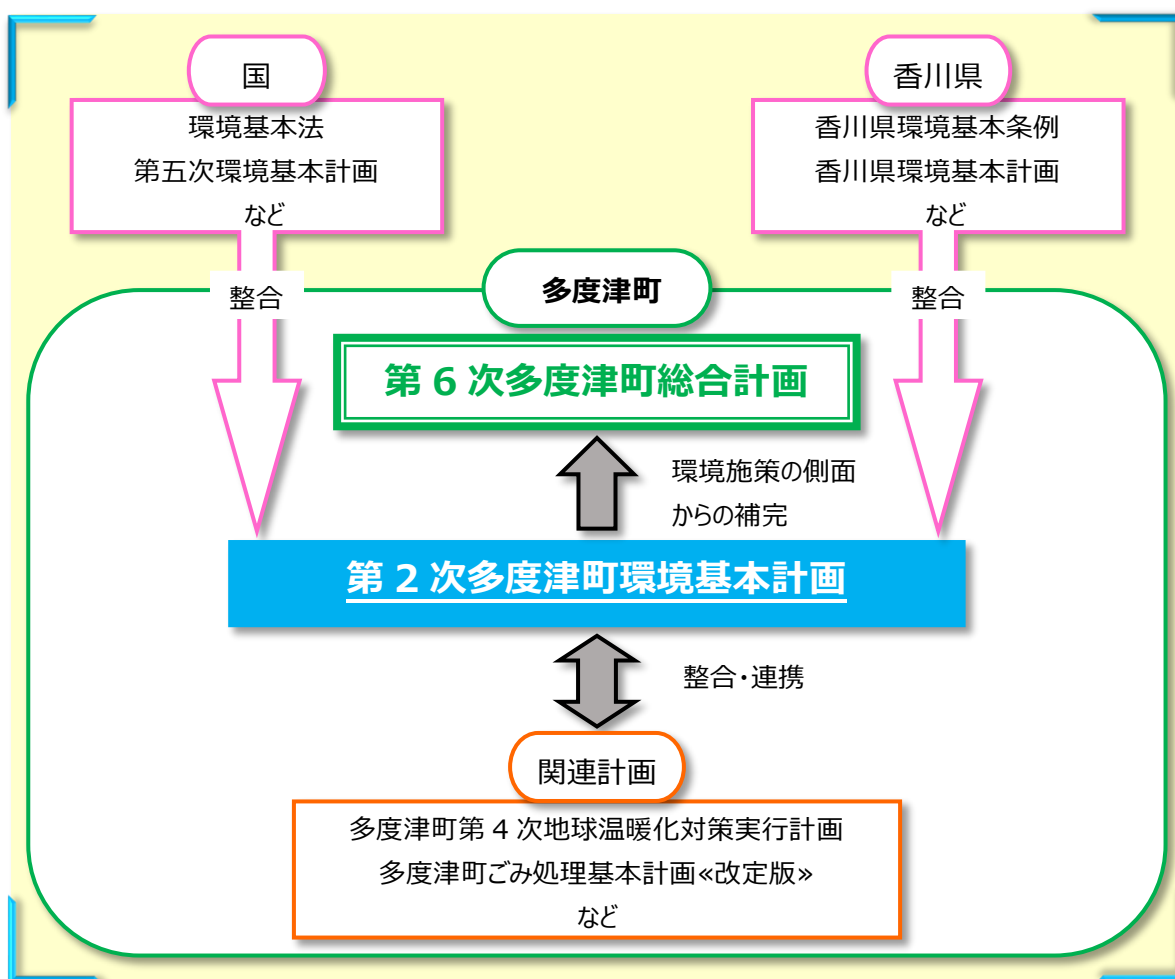 国
環境基本法
第五次環境基本計画
など
香川県
香川県環境基本条例
香川県環境基本計画
など
整合
整合
多度津町
第 6 次多度津町総合計画
環境施策の側面
からの補完
第 2 次多度津町環境基本計画
整合・連携
関連計画
多度津町第 4 次地球温暖化対策実行計画
多度津町ごみ処理基本計画«改定版»
など